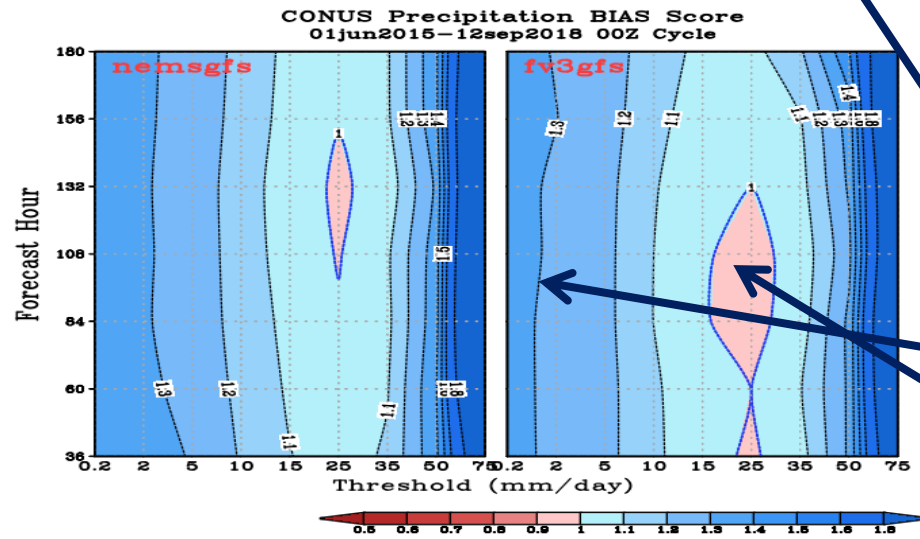 CONUS Precipitation BIAS Score
01jun2015–12sep2018 00Z Cycle
nemsgfs
fv3gfs
Forecast Hour
180
156
132
108
84
60
36
1
1.2
1.3
1.4
1.5
1.3
1.2
1.1
1.1
1.8
1.3
1.2
1.1
1
1.1
1.2
1.3
1.4
1.8
0.2 2 5 10 15 25 35 50 75
0.2 2 5 10 15 25 35 50 75
Threshold (mm/day)
0.5 0.6 0.7 0.8 0.9 1 1.1 1.2 1.3 1.4 1.5 1.6 1.8